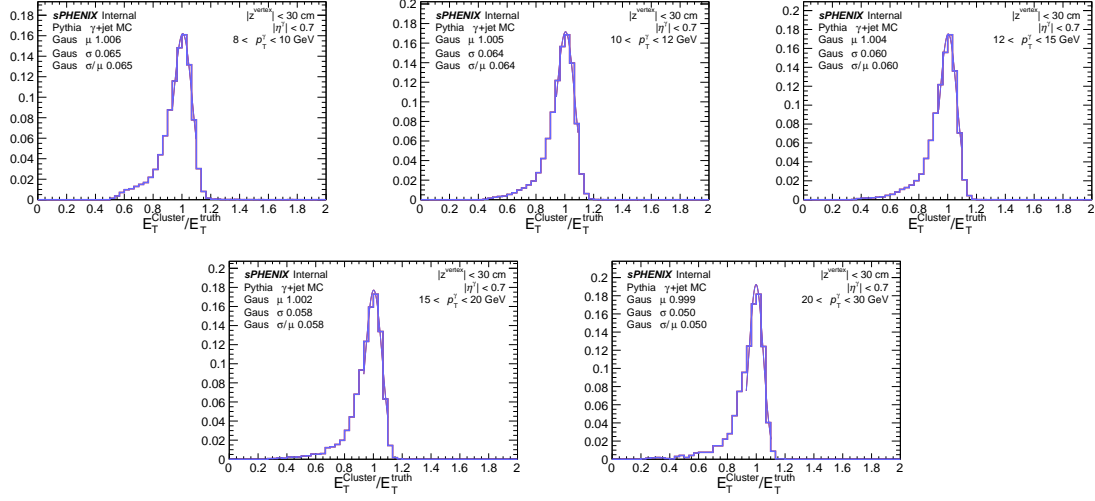 sPHENIX Internal
Pythia γ+jet MC
Gaus μ 1.006
Gaus σ 0.065
Gaus σ/μ 0.065
|z^vertex| < 30 cm
|η^γ| < 0.7
8 < p_T^γ < 10 GeV
0.18
0.16
0.14
0.12
0.1
0.08
0.06
0.04
0.02
0 0.2 0.4 0.6 0.8 1 1.2 1.4 1.6 1.8 2
E_T^Cluster/E_T^truth
sPHENIX Internal
Pythia γ+jet MC
Gaus μ 1.005
Gaus σ 0.064
Gaus σ/μ 0.064
|z^vertex| < 30 cm
|η^γ| < 0.7
10 < p_T^γ < 12 GeV
0.2
0.18
0.16
0.14
0.12
0.1
0.08
0.06
0.04
0.02
0 0.2 0.4 0.6 0.8 1 1.2 1.4 1.6 1.8 2
E_T^Cluster/E_T^truth
sPHENIX Internal
Pythia γ+jet MC
Gaus μ 1.004
Gaus σ 0.060
Gaus σ/μ 0.060
|z^vertex| < 30 cm
|η^γ| < 0.7
12 < p_T^γ < 15 GeV
0.2
0.18
0.16
0.14
0.12
0.1
0.08
0.06
0.04
0.02
0 0.2 0.4 0.6 0.8 1 1.2 1.4 1.6 1.8 2
E_T^Cluster/E_T^truth
sPHENIX Internal
Pythia γ+jet MC
Gaus μ 1.002
Gaus σ 0.058
Gaus σ/μ 0.058
|z^vertex| < 30 cm
|η^γ| < 0.7
15 < p_T^γ < 20 GeV
0.2
0.18
0.16
0.14
0.12
0.1
0.08
0.06
0.04
0.02
0
0 0.2 0.4 0.6 0.8 1 1.2 1.4 1.6 1.8 2
E_T^Cluster/E_T^truth
sPHENIX Internal
Pythia γ+jet MC
Gaus μ 0.999
Gaus σ 0.050
Gaus σ/μ 0.050
|z^vertex| < 30 cm
|η^γ| < 0.7
20 < p_T^γ < 30 GeV
0.2
0.18
0.16
0.14
0.12
0.1
0.08
0.06
0.04
0.02
0
0 0.2 0.4 0.6 0.8 1 1.2 1.4 1.6 1.8 2
E_T^Cluster/E_T^truth